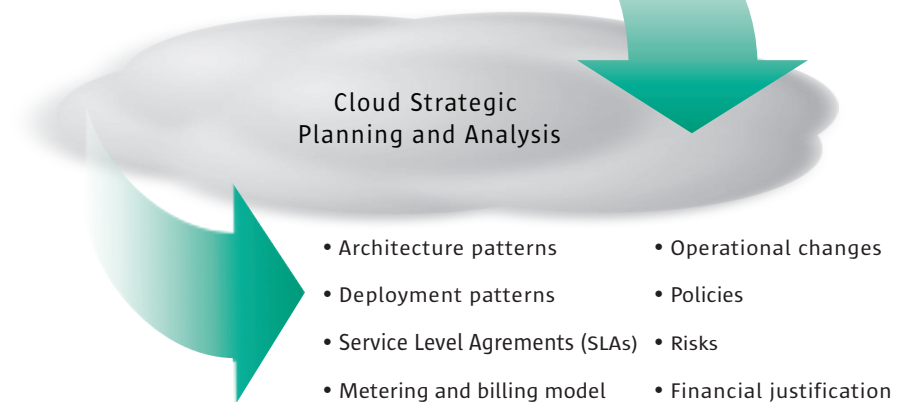 Cloud Strategic
Planning and Analysis
• Architecture patterns
• Deployment patterns
• Service Level Agrements (SLAs)
• Metering and billing model
• Operational changes
• Policies
• Risks
• Financial justification